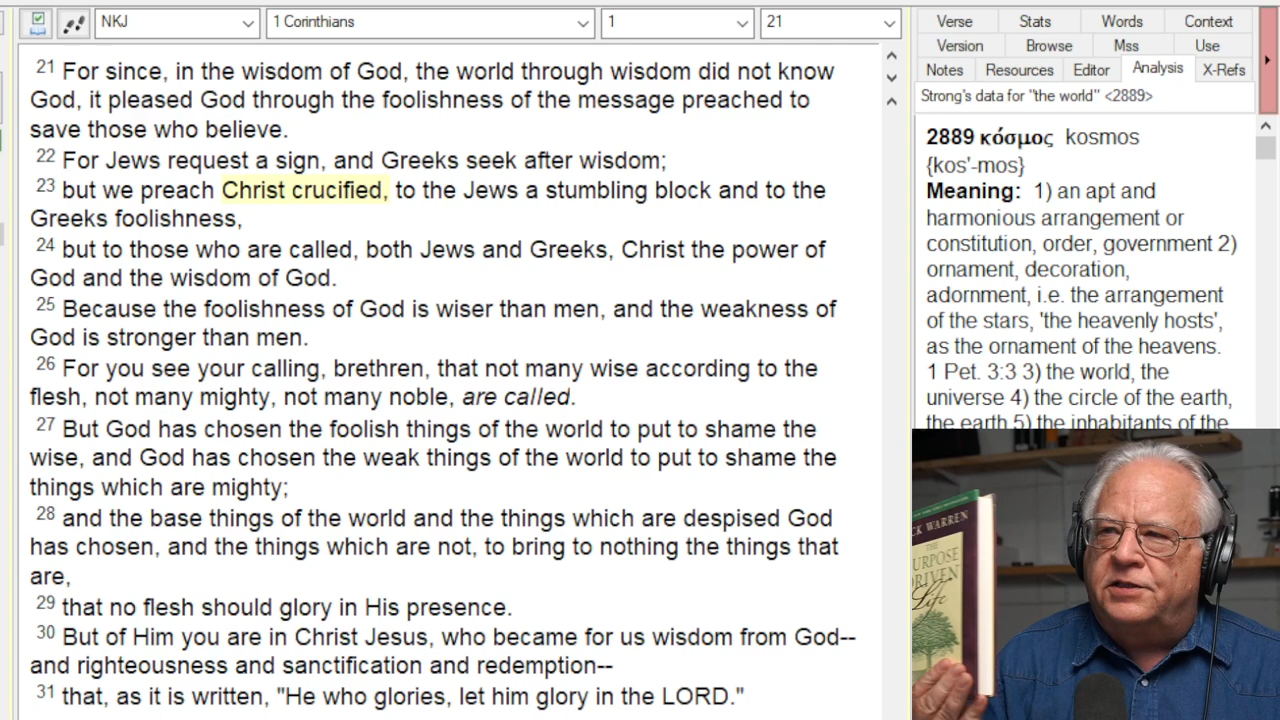 NKJ
1 Corinthians
1
21
21 For since, in the wisdom of God, the world through wisdom did not know
God, it pleased God through the foolishness of the message preached to
save those who believe.
22 For Jews request a sign, and Greeks seek after wisdom;
23 but we preach Christ crucified, to the Jews a stumbling block and to the
Greeks foolishness,
24 but to those who are called, both Jews and Greeks, Christ the power of
God and the wisdom of God.
25 Because the foolishness of God is wiser than men, and the weakness of
God is stronger than men.
26 For you see your calling, brethren, that not many wise according to the
flesh, not many mighty, not many noble, are called.
27 But God has chosen the foolish things of the world to put to shame the
wise, and God has chosen the weak things of the world to put to shame the
things which are mighty;
28 and the base things of the world and the things which are despised God
has chosen, and the things which are not, to bring to nothing the things that
are,
29 that no flesh should glory in His presence.
30 But of Him you are in Christ Jesus, who became for us wisdom from God--
and righteousness and sanctification and redemption--
31 that, as it is written, "He who glories, let him glory in the LORD."
Verse Stats Words Context
Version Browse Mss Use
Notes Resources Editor Analysis X-Refs
Strong's data for "the world" <2889>
2889 κόσμος kosmos
{kos'-mos}
Meaning: 1) an apt and
harmonious arrangement or
constitution, order, government 2)
ornament, decoration,
adornment, i.e. the arrangement
of the stars, 'the heavenly hosts',
as the ornament of the heavens.
1 Pet. 3:3 3) the world, the
universe 4) the circle of the earth,
the earth 5) the inhabitants of the
CK WARREN
THE
URPOSE
DRIVEN
Life